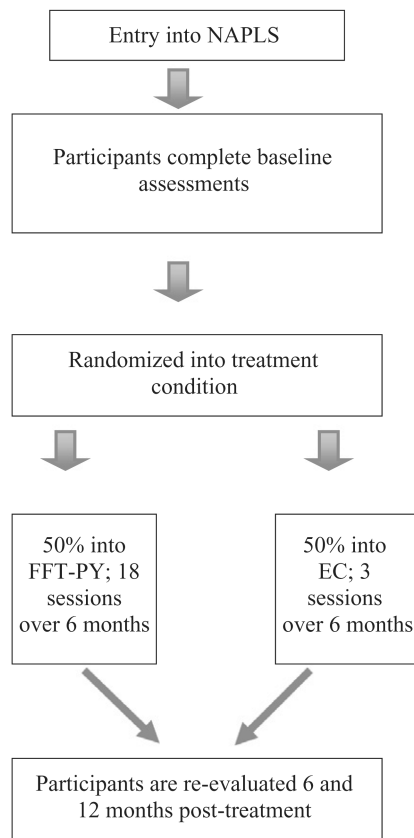 Entry into NAPLS
Participants complete baseline
assessments
Randomized into treatment
condition
50% into
FFT-PY; 18
sessions
over 6 months
50% into
EC; 3
sessions
over 6 months
Participants are re-evaluated 6 and
12 months post-treatment